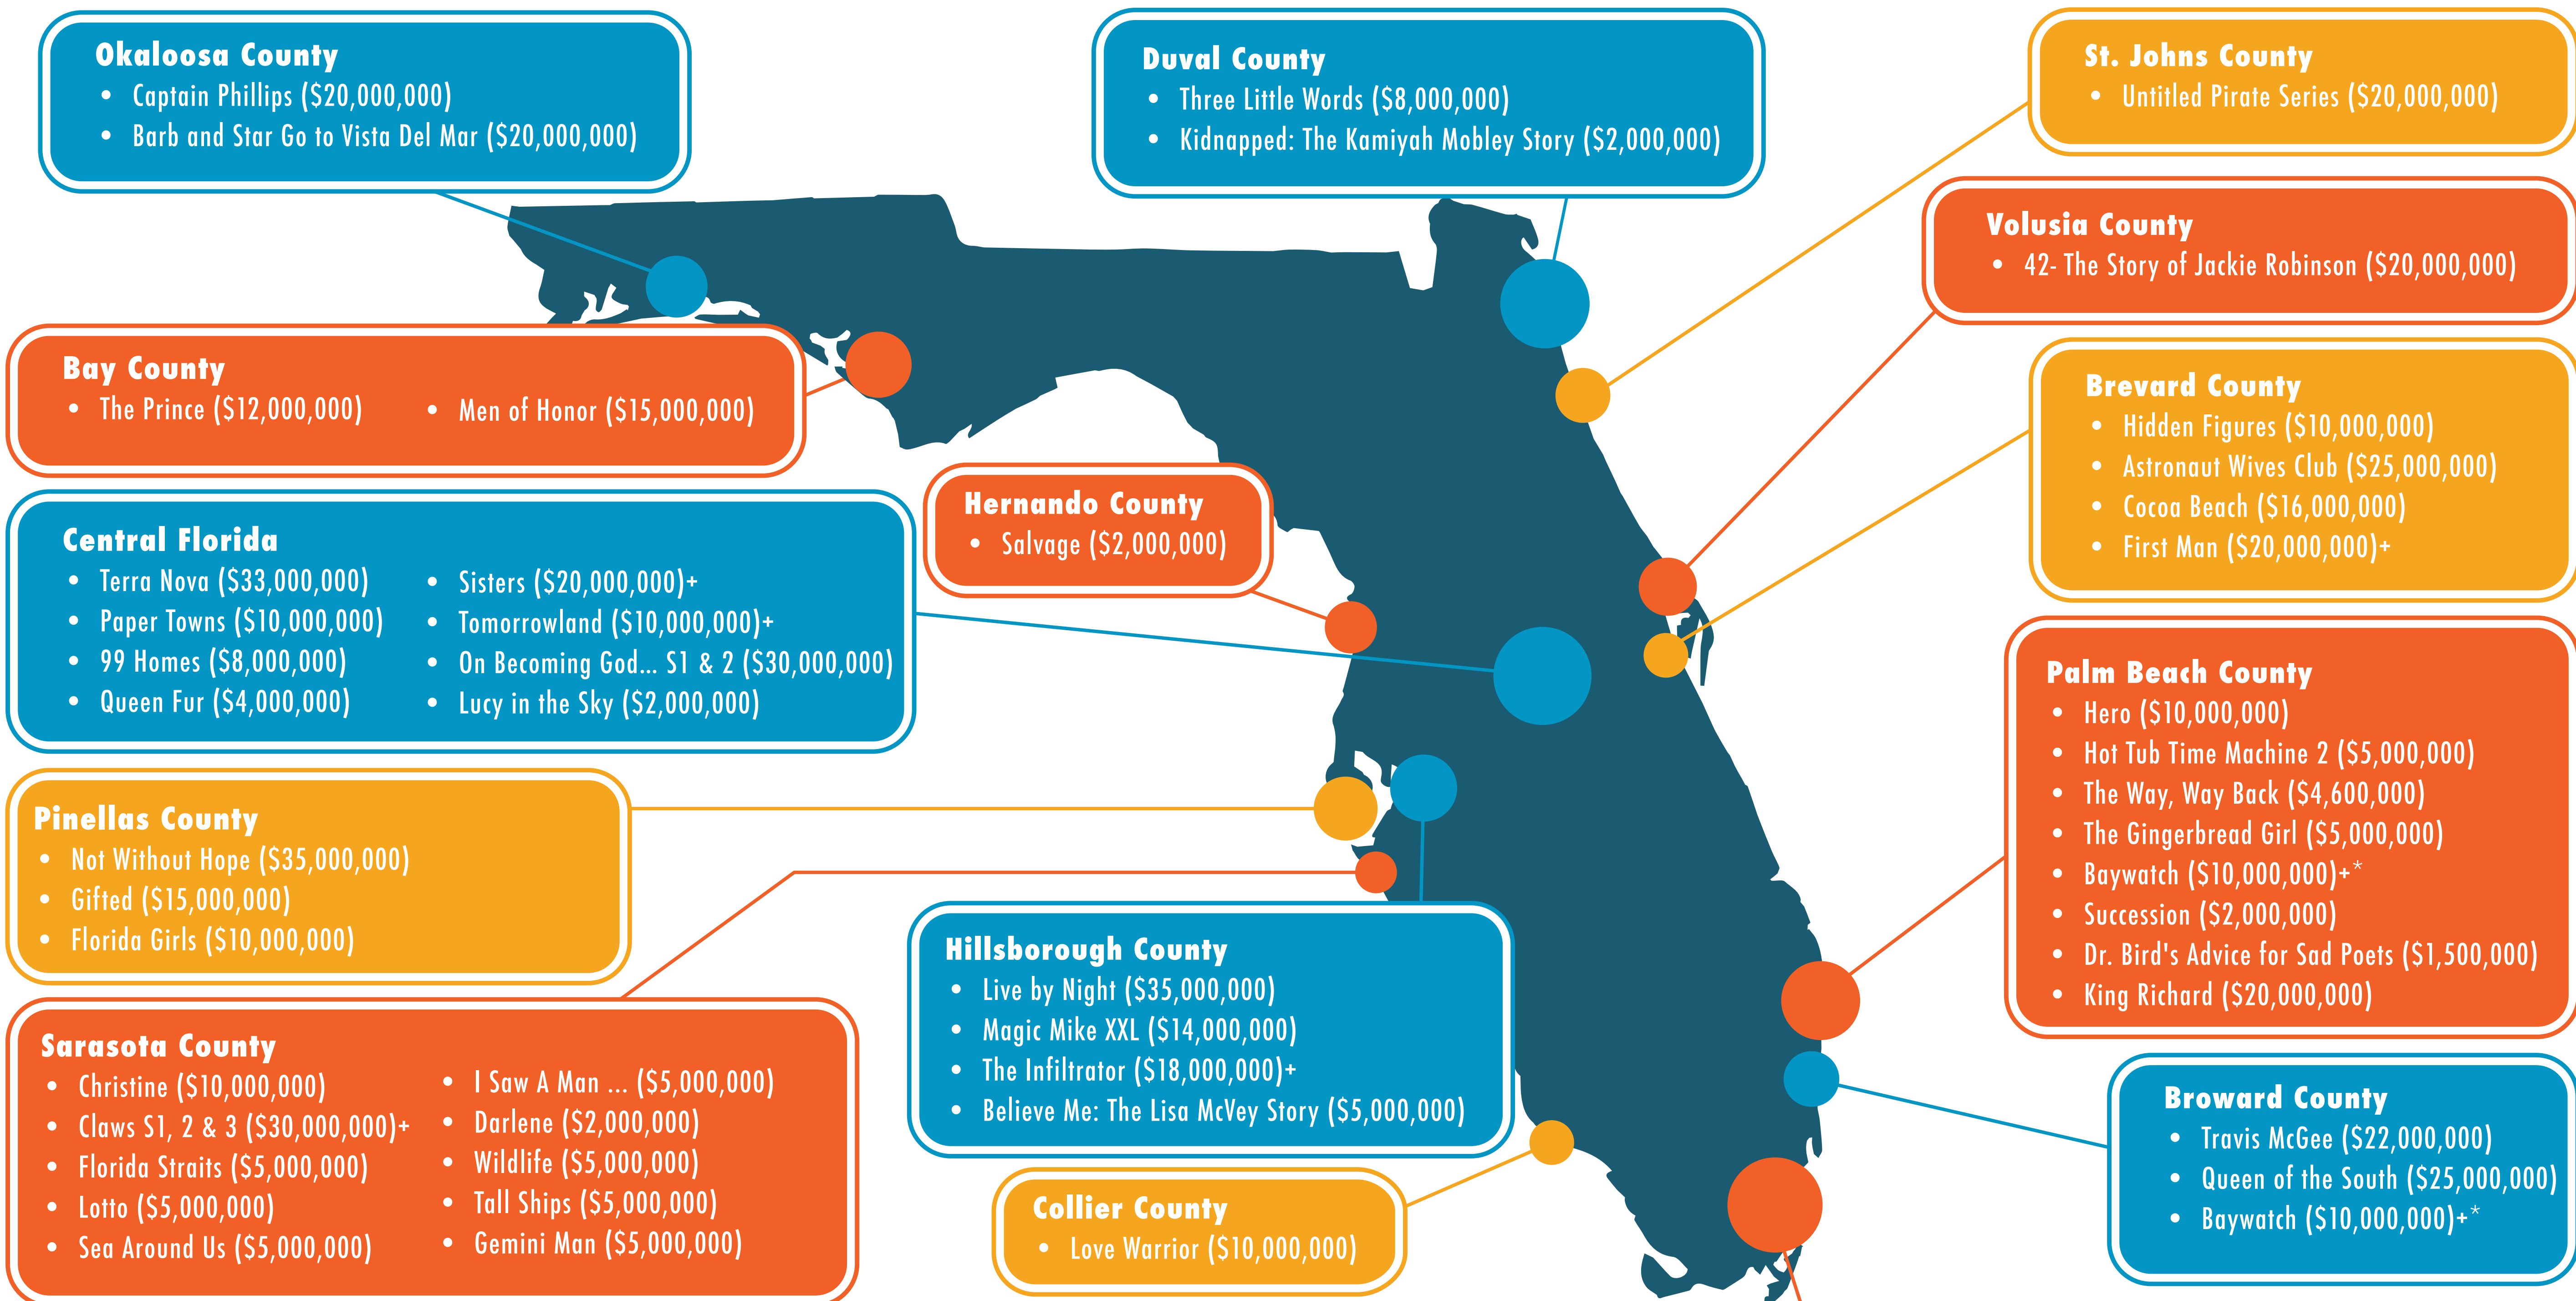 Okaloosa County
• Captain Phillips ($20,000,000)
• Barb and Star Go to Vista Del Mar ($20,000,000)
Duval County
• Three Little Words ($8,000,000)
• Kidnapped: The Kamiyah Mobley Story ($2,000,000)
St. Johns County
• Untitled Pirate Series ($20,000,000)
Volusia County
• 42- The Story of Jackie Robinson ($20,000,000)
Bay County
• The Prince ($12,000,000)
• Men of Honor ($15,000,000)
Brevard County
• Hidden Figures ($10,000,000)
• Astronaut Wives Club ($25,000,000)
• Cocoa Beach ($16,000,000)
• First Man ($20,000,000)+
Hernando County
• Salvage ($2,000,000)
Central Florida
• Terra Nova ($33,000,000)
• Paper Towns ($10,000,000)
• 99 Homes ($8,000,000)
• Queen Fur ($4,000,000)
• Sisters ($20,000,000)+
• Tomorrowland ($10,000,000)+
• On Becoming God... S1 & 2 ($30,000,000)
• Lucy in the Sky ($2,000,000)
Palm Beach County
• Hero ($10,000,000)
• Hot Tub Time Machine 2 ($5,000,000)
• The Way, Way Back ($4,600,000)
• The Gingerbread Girl ($5,000,000)
• Baywatch ($10,000,000)+*
• Succession ($2,000,000)
• Dr. Bird's Advice for Sad Poets ($1,500,000)
• King Richard ($20,000,000)
Pinellas County
• Not Without Hope ($35,000,000)
• Gifted ($15,000,000)
• Florida Girls ($10,000,000)
Hillsborough County
• Live by Night ($35,000,000)
• Magic Mike XXL ($14,000,000)
• The Infiltrator ($18,000,000)+
• Believe Me: The Lisa McVey Story ($5,000,000)
Sarasota County
• Christine ($10,000,000)
• Claws S1, 2 & 3 ($30,000,000)+
• Florida Straits ($5,000,000)
• Lotto ($5,000,000)
• Sea Around Us ($5,000,000)
• I Saw A Man ... ($5,000,000)
• Darlene ($2,000,000)
• Wildlife ($5,000,000)
• Tall Ships ($5,000,000)
• Gemini Man ($5,000,000)
Broward County
• Travis McGee ($22,000,000)
• Queen of the South ($25,000,000)
• Baywatch ($10,000,000)+*
Collier County
• Love Warrior ($10,000,000)